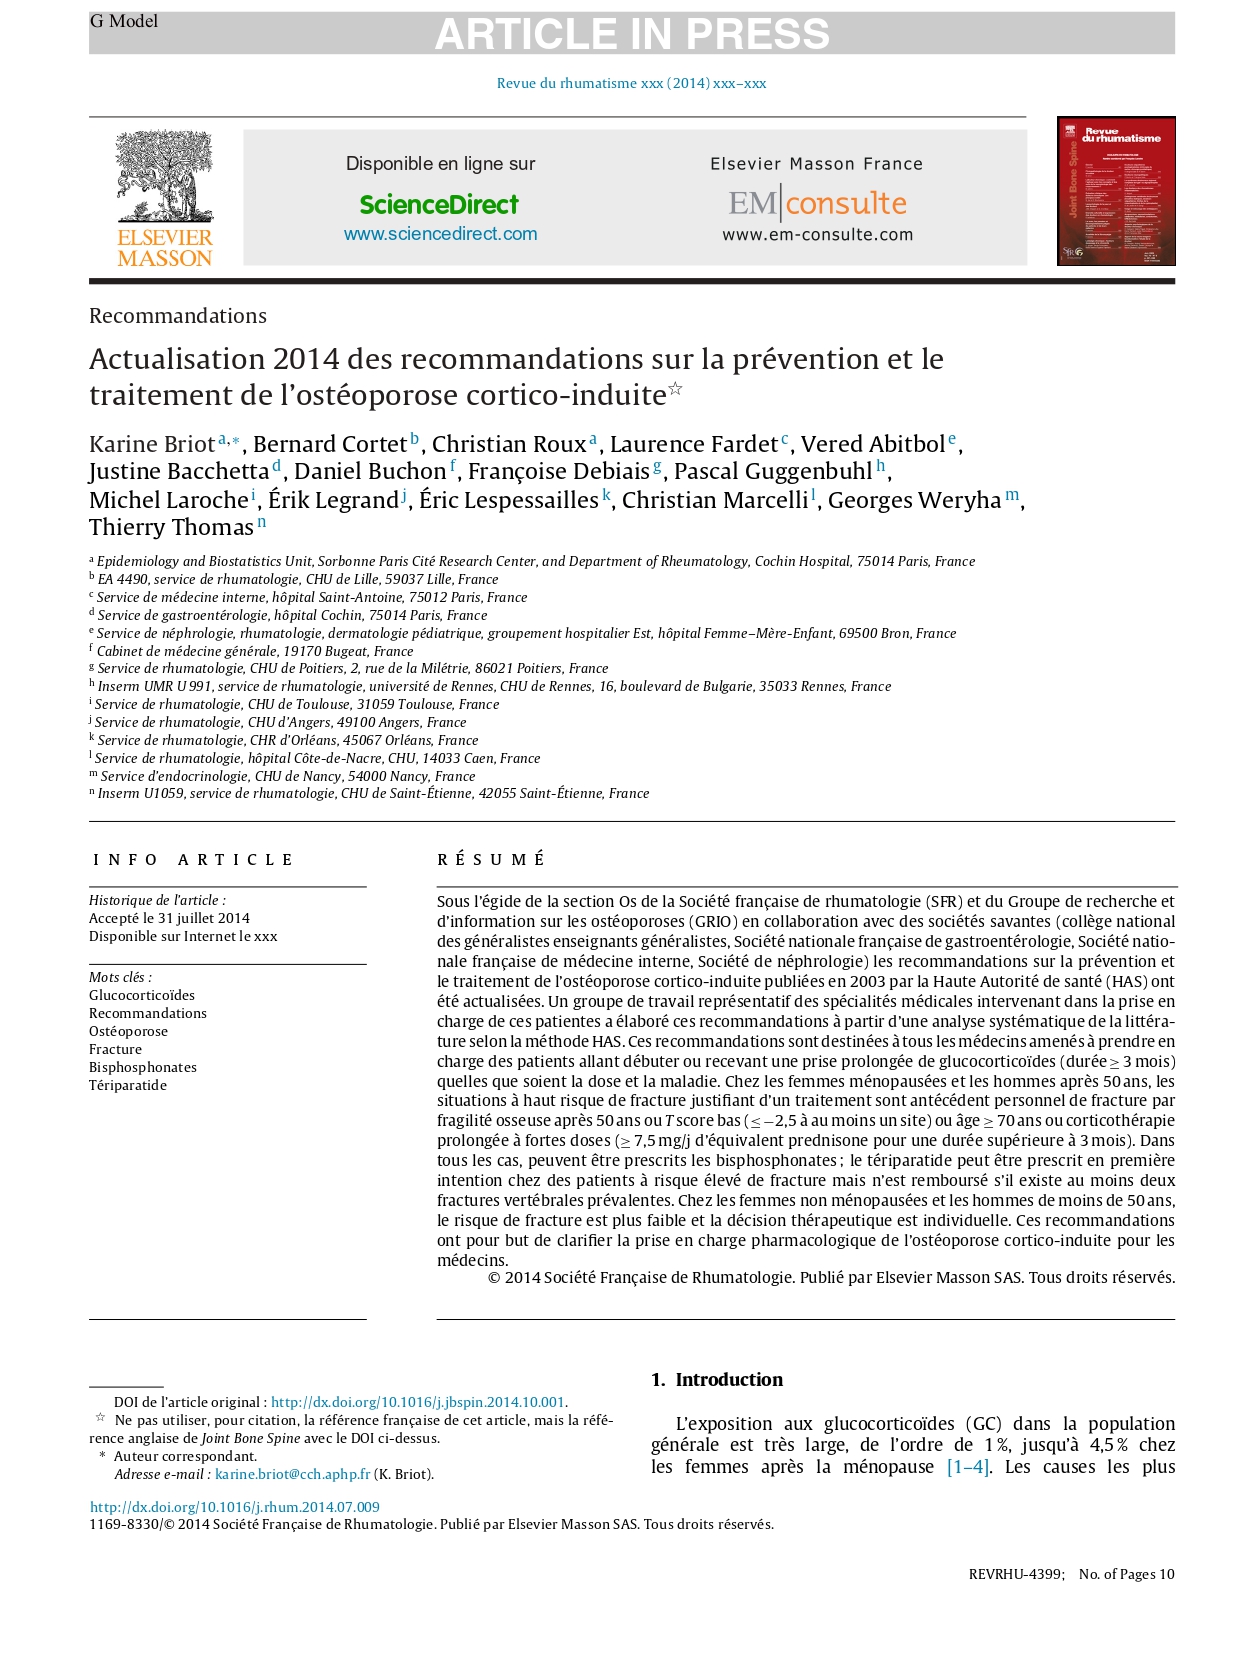 G Model
ARTICLE IN PRESS
Revue du rhumatisme xxx (2014) xxx–xxx
ELSEVIER
MASSON
Disponible en ligne sur
ScienceDirect
www.sciencedirect.com
Elsevier Masson France
EM|consulte
www.em-consulte.com
Revue
du rhumatisme
Joint Bone Spine
Recommandations
Actualisation 2014 des recommandations sur la prévention et le
traitement de l'ostéoporose cortico-induite☆
Karine Briot a,*, Bernard Cortet b, Christian Roux a, Laurence Fardet c, Vered Abitbol e,
Justine Bacchetta d, Daniel Buchon f, Françoise Debiais g, Pascal Guggenbuhl h,
Michel Laroche i, Érik Legrand j, Éric Lespessailles k, Christian Marcelli l, Georges Weryha m,
Thierry Thomas n
a Epidemiology and Biostatistics Unit, Sorbonne Paris Cité Research Center, and Department of Rheumatology, Cochin Hospital, 75014 Paris, France
b EA 4490, service de rhumatologie, CHU de Lille, 59037 Lille, France
c Service de médecine interne, hôpital Saint-Antoine, 75012 Paris, France
d Service de gastroentérologie, hôpital Cochin, 75014 Paris, France
e Service de néphrologie, rhumatologie, dermatologie pédiatrique, groupement hospitalier Est, hôpital Femme–Mère-Enfant, 69500 Bron, France
f Cabinet de médecine générale, 19170 Bugeat, France
g Service de rhumatologie, CHU de Poitiers, 2, rue de la Milétrie, 86021 Poitiers, France
h Inserm UMR U 991, service de rhumatologie, université de Rennes, CHU de Rennes, 16, boulevard de Bulgarie, 35033 Rennes, France
i Service de rhumatologie, CHU de Toulouse, 31059 Toulouse, France
j Service de rhumatologie, CHU d'Angers, 49100 Angers, France
k Service de rhumatologie, CHR d'Orléans, 45067 Orléans, France
l Service de rhumatologie, hôpital Côte-de-Nacre, CHU, 14033 Caen, France
m Service d'endocrinologie, CHU de Nancy, 54000 Nancy, France
n Inserm U1059, service de rhumatologie, CHU de Saint-Étienne, 42055 Saint-Étienne, France
INFO ARTICLE
Historique de l'article :
Accepté le 31 juillet 2014
Disponible sur Internet le xxx
Mots clés :
Glucocorticoïdes
Recommandations
Ostéoporose
Fracture
Bisphosphonates
Tériparatide
RÉSUMÉ
Sous l'égide de la section Os de la Société française de rhumatologie (SFR) et du Groupe de recherche et
d'information sur les ostéoporoses (GRIO) en collaboration avec des sociétés savantes (collège national
des généralistes enseignants généralistes, Société nationale française de gastroentérologie, Société natio-
nale française de médecine interne, Société de néphrologie) les recommandations sur la prévention et
le traitement de l'ostéoporose cortico-induite publiées en 2003 par la Haute Autorité de santé (HAS) ont
été actualisées. Un groupe de travail représentatif des spécialités médicales intervenant dans la prise en
charge de ces patientes a élaboré ces recommandations à partir d'une analyse systématique de la littéra-
ture selon la méthode HAS. Ces recommandations sont destinées à tous les médecins amenés à prendre en
charge des patients allant débuter ou recevant une prise prolongée de glucocorticoïdes (durée ≥ 3 mois)
quelles que soient la dose et la maladie. Chez les femmes ménopausées et les hommes après 50 ans, les
situations à haut risque de fracture justifiant d'un traitement sont antécédent personnel de fracture par
fragilité osseuse après 50 ans ou T score bas (≤ −2,5 à au moins un site) ou âge ≥ 70 ans ou corticothérapie
prolongée à fortes doses (≥ 7,5 mg/j d'équivalent prednisone pour une durée supérieure à 3 mois). Dans
tous les cas, peuvent être prescrits les bisphosphonates ; le tériparatide peut être prescrit en première
intention chez des patients à risque élevé de fracture mais n'est remboursé s'il existe au moins deux
fractures vertébrales prévalentes. Chez les femmes non ménopausées et les hommes de moins de 50 ans,
le risque de fracture est plus faible et la décision thérapeutique est individuelle. Ces recommandations
ont pour but de clarifier la prise en charge pharmacologique de l'ostéoporose cortico-induite pour les
médecins.
© 2014 Société Française de Rhumatologie. Publié par Elsevier Masson SAS. Tous droits réservés.
DOI de l'article original : http://dx.doi.org/10.1016/j.jbspin.2014.10.001.
☆ Ne pas utiliser, pour citation, la référence française de cet article, mais la réfé-
rence anglaise de Joint Bone Spine avec le DOI ci-dessus.
* Auteur correspondant.
Adresse e-mail : karine.briot@cch.aphp.fr (K. Briot).
1. Introduction
L'exposition aux glucocorticoïdes (GC) dans la population
générale est très large, de l'ordre de 1 %, jusqu'à 4,5 % chez
les femmes après la ménopause [1–4]. Les causes les plus
http://dx.doi.org/10.1016/j.rhum.2014.07.009
1169-8330/© 2014 Société Française de Rhumatologie. Publié par Elsevier Masson SAS. Tous droits réservés.
REVRHU-4399; No. of Pages 10